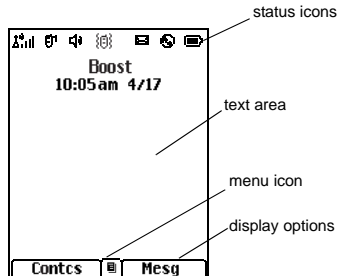 status icons
Boost
10:05am 4/17
text area
menu icon
display options
Contcs
Mesg